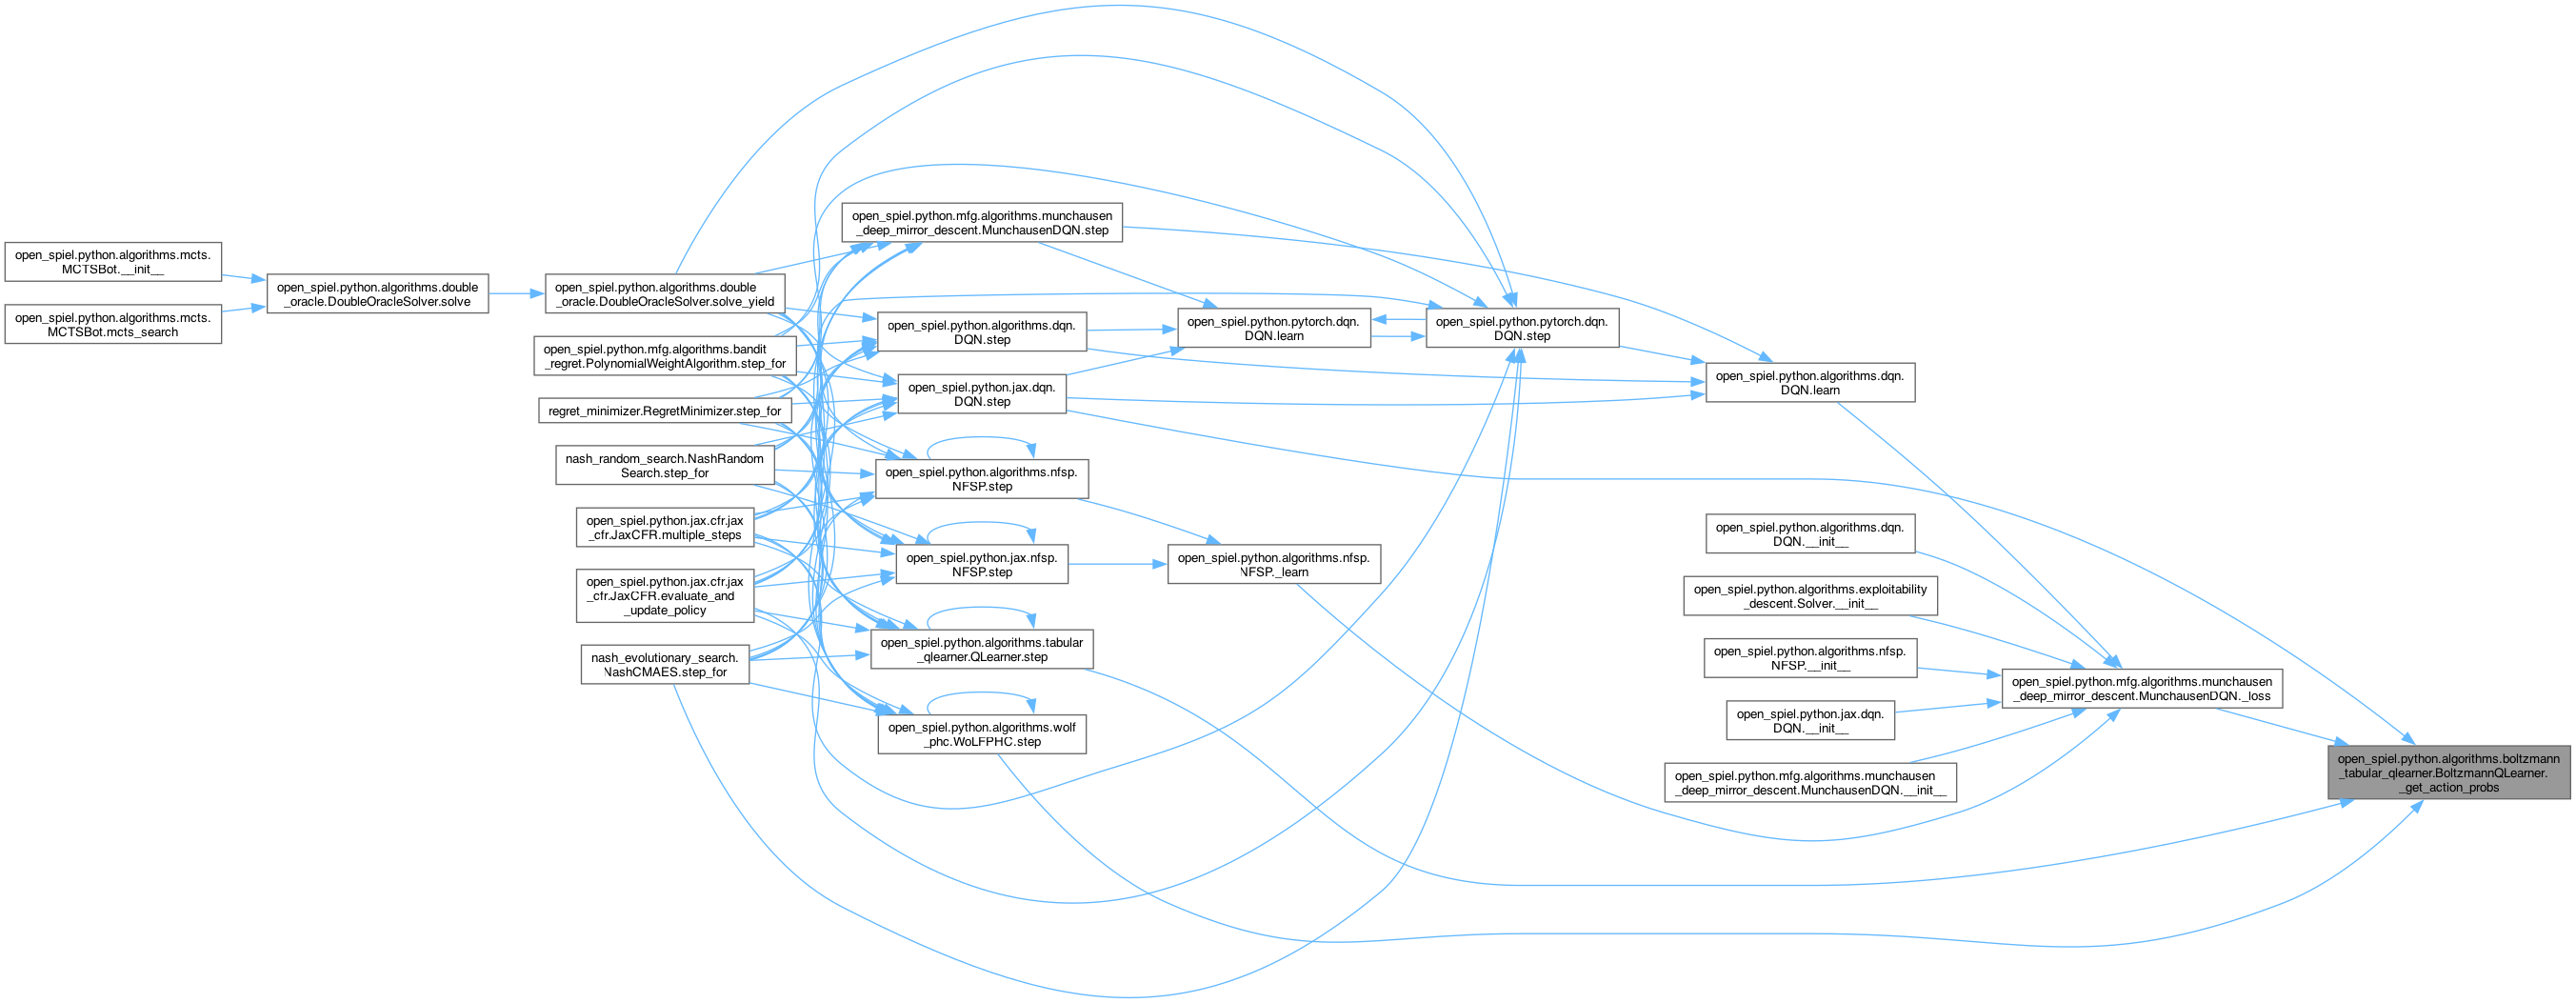 open_spiel.python.algorithms.mcts.
MCTSBot.__init__
open_spiel.python.algorithms.mcts.
MCTSBot.mcts_search
open_spiel.python.algorithms.double
_oracle.DoubleOracleSolver.solve
open_spiel.python.algorithms.double
_oracle.DoubleOracleSolver.solve_yield
open_spiel.python.mfg.algorithms.bandit
_regret.PolynomialWeightAlgorithm.step_for
regret_minimizer.RegretMinimizer.step_for
nash_random_search.NashRandom
Search.step_for
open_spiel.python.jax.cfr.jax
_cfr.JaxCFR.multiple_steps
open_spiel.python.jax.cfr.jax
_cfr.JaxCFR.evaluate_and
_update_policy
nash_evolutionary_search.
NashCMAES.step_for
open_spiel.python.mfg.algorithms.munchausen
_deep_mirror_descent.MunchausenDQN.step
open_spiel.python.algorithms.dqn.
DQN.step
open_spiel.python.jax.dqn.
DQN.step
open_spiel.python.algorithms.nfsp.
NFSP.step
open_spiel.python.jax.nfsp.
NFSP.step
open_spiel.python.algorithms.tabular
_qlearner.QLearner.step
open_spiel.python.algorithms.wolf
_phc.WoLFPHC.step
open_spiel.python.pytorch.dqn.
DQN.learn
open_spiel.python.algorithms.nfsp.
NFSP._learn
open_spiel.python.pytorch.dqn.
DQN.step
open_spiel.python.algorithms.dqn.
DQN.learn
open_spiel.python.algorithms.dqn.
DQN.__init__
open_spiel.python.algorithms.exploitability
_descent.Solver.__init__
open_spiel.python.algorithms.nfsp.
NFSP.__init__
open_spiel.python.jax.dqn.
DQN.__init__
open_spiel.python.mfg.algorithms.munchausen
_deep_mirror_descent.MunchausenDQN.__init__
open_spiel.python.mfg.algorithms.munchausen
_deep_mirror_descent.MunchausenDQN._loss
open_spiel.python.algorithms.boltzmann
_tabular_qlearner.BoltzmannQLearner.
_get_action_probs